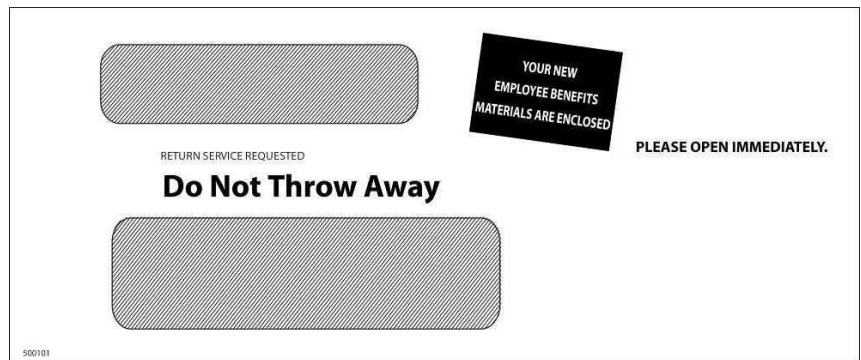 YOUR NEW
EMPLOYEE BENEFITS
MATERIALS ARE ENCLOSED
PLEASE OPEN IMMEDIATELY.
RETURN SERVICE REQUESTED
Do Not Throw Away
500101